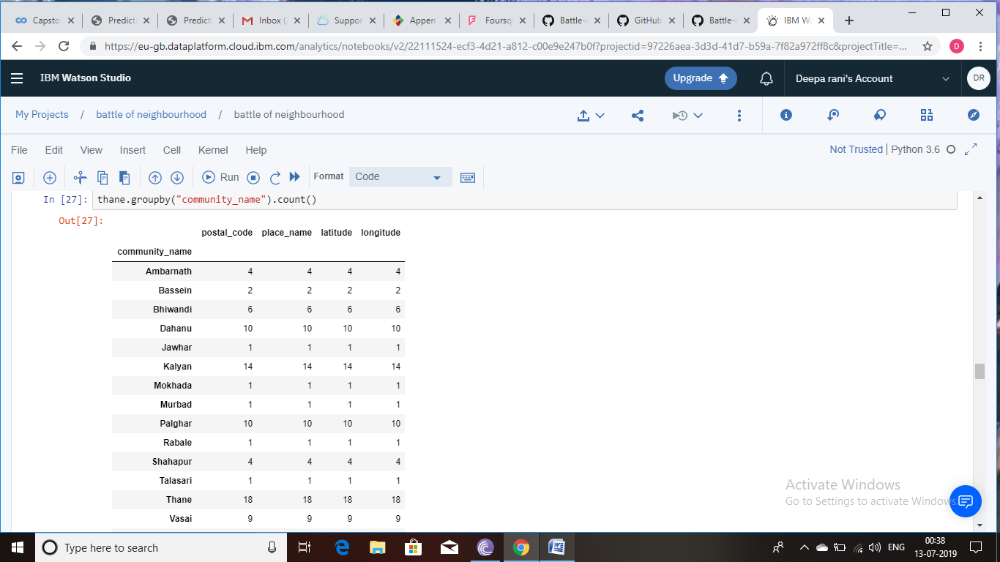 Capsto
Predict
Predicti
Inbox (
Suppor
Appen
Foursq
Battle-
GitHub
Battle-
IBM W
https://eu-gb.dataplatform.cloud.ibm.com/analytics/notebooks/v2/22111524-ecf3-4d21-a812-c00e9e247b0f?projectid=97226aea-3d3d-41d7-b59a-7f82a972ff8c&projectTitle=...
D
IBM Watson Studio
Upgrade
Deepa rani's Account
DR
My Projects / battle of neighbourhood / battle of neighbourhood
File Edit View Insert Cell Kernel Help
Not Trusted | Python 3.6
Run
Format
Code
In [27]: thane.groupby("community_name").count()
Out[27]:
postal_code place_name latitude longitude
community_name
Ambarnath 4 4 4 4
Bassein 2 2 2 2
Bhiwandi 6 6 6 6
Dahanu 10 10 10 10
Jawhar 1 1 1 1
Kalyan 14 14 14 14
Mokhada 1 1 1 1
Murbad 1 1 1 1
Palghar 10 10 10 10
Rabale 1 1 1 1
Shahapur 4 4 4 4
Talasari 1 1 1 1
Thane 18 18 18 18
Vasai 9 9 9 9
Activate Windows
Go to Settings to activate Windows.
Type here to search
ENG
00:38
13-07-2019